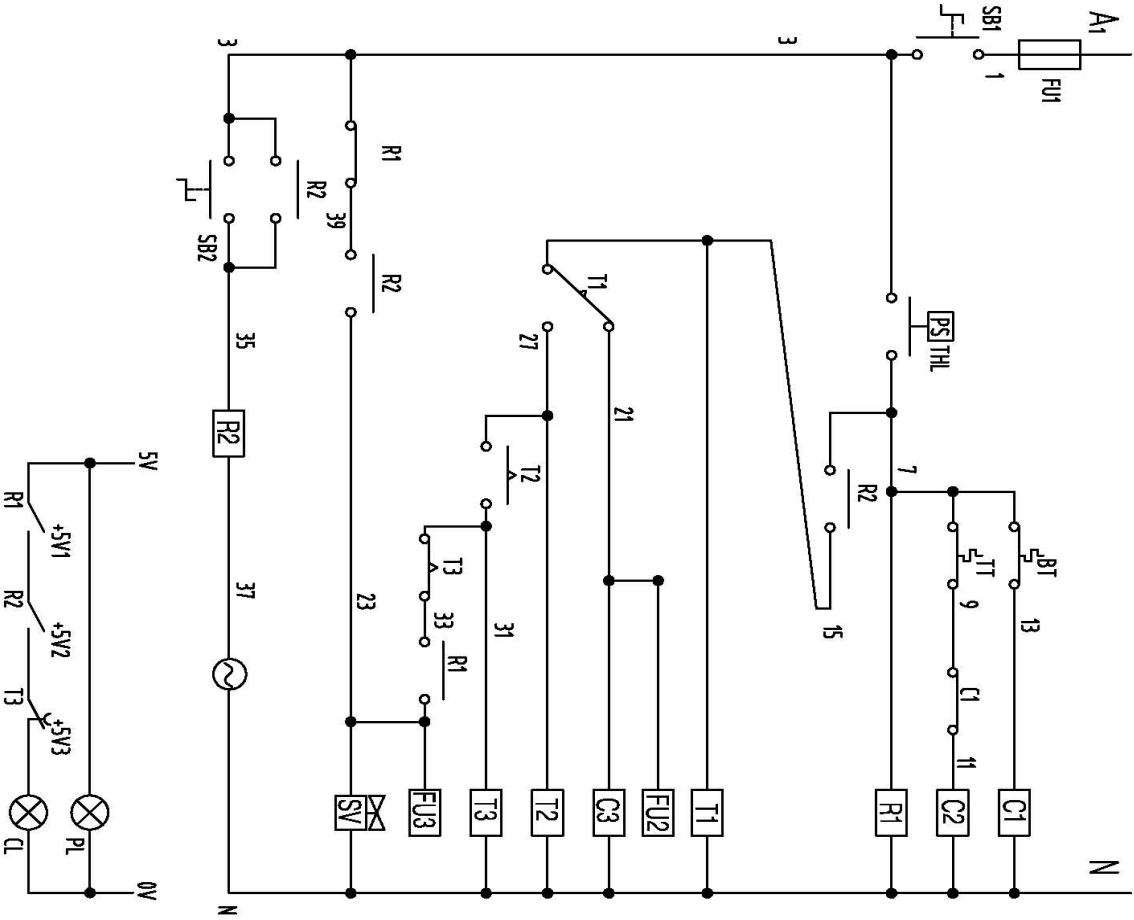 A1
SB1
FU1
1
3
3
R1
39
R2
R2
SB2
35
R2
37
23
T1
27
21
T2
T3
33
R1
31
PS THL
7
R2
15
BT
TT
9
13
C1
11
SV
FU3
T3
T2
C3
FU2
T1
R1
C2
C1
N
N
5V
R1
+5V1
R2
+5V2
T3
+5V3
CL
PL
0V